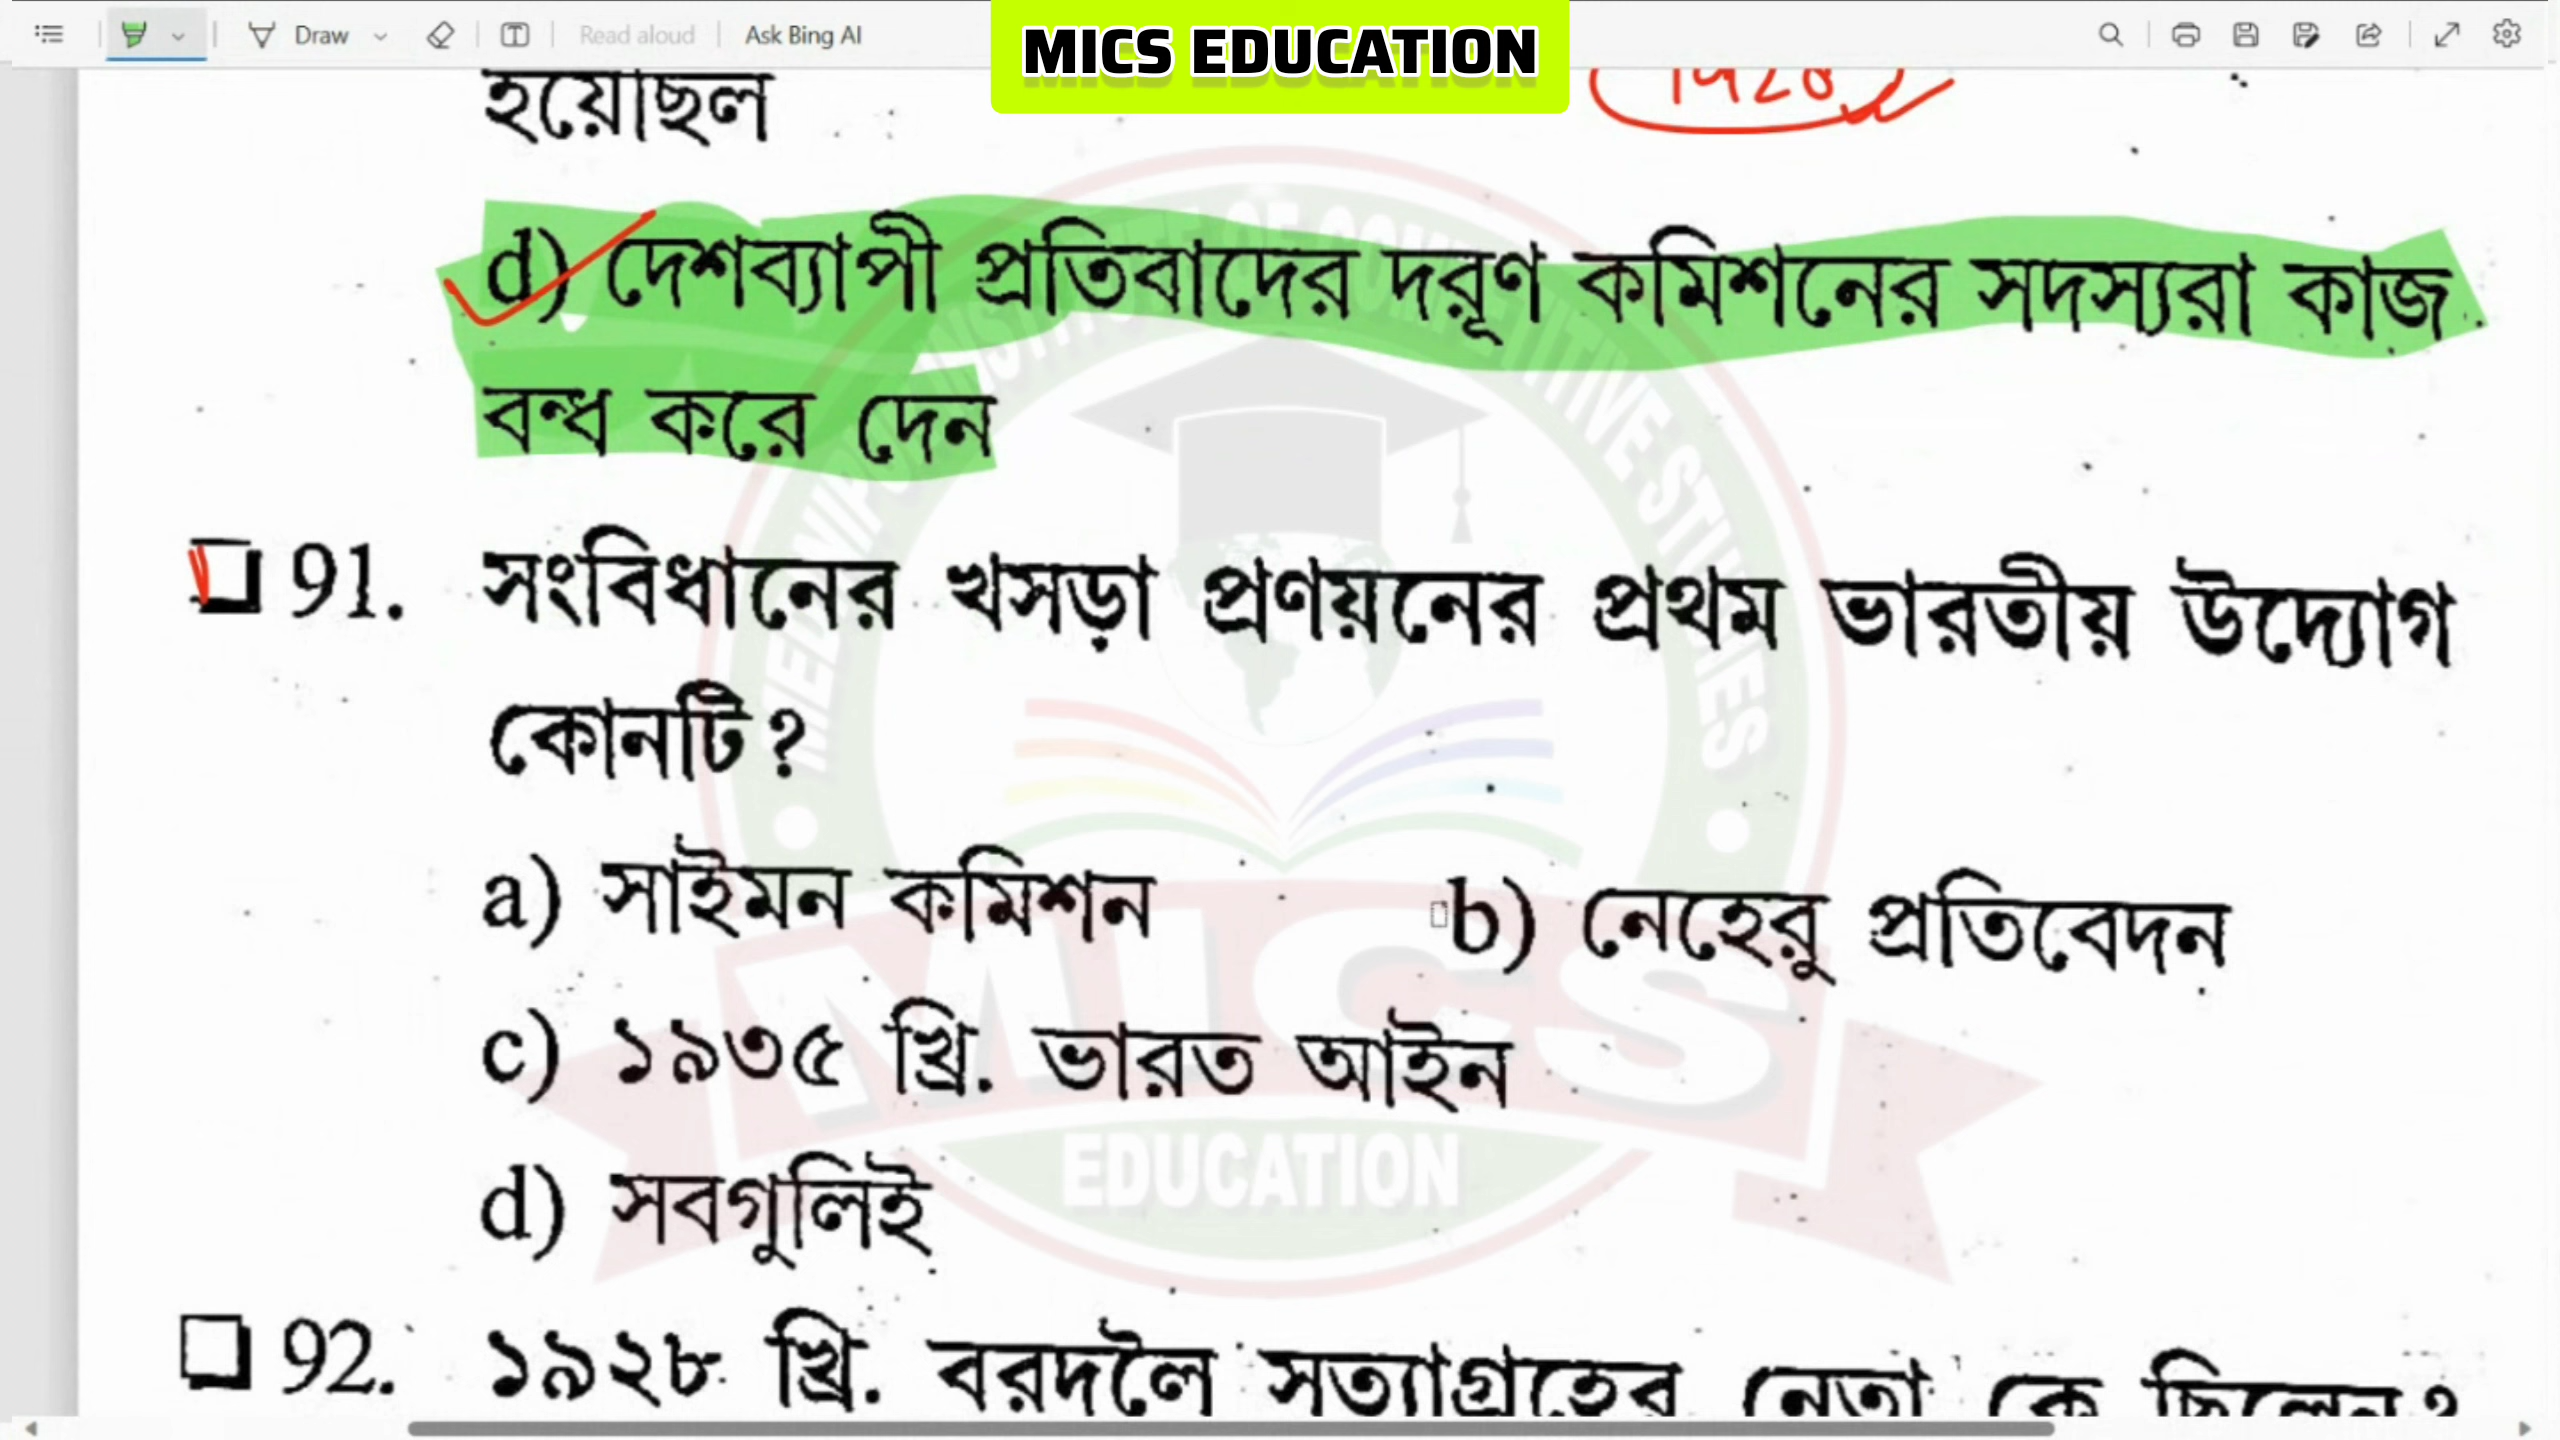 Draw
Read aloud
Ask Bing AI
MICS EDUCATION
হয়েছিল
d) দেশব্যাপী প্রতিবাদের দরূণ কমিশনের সদস্যরা কাজ
বন্ধ করে দেন
91. সংবিধানের খসড়া প্রণয়নের প্রথম ভারতীয় উদ্যোগ
কোনটি?
a) সাইমন কমিশন b) নেহেরু প্রতিবেদন
c) ১৯৩৫ খ্রি. ভারত আইন
d) সবগুলিই
92. ১৯২৮ খ্রি. বরদলৈ সত্যাগ্রহের নেতা কে ছিলেন?
MICS
EDUCATION